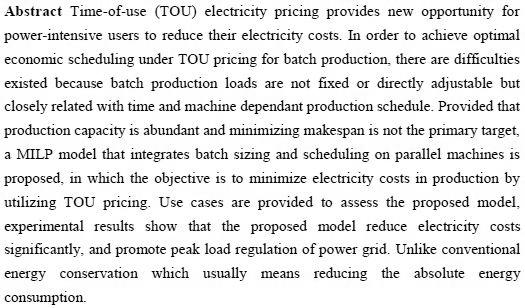 Abstract Time-of-use (TOU) electricity pricing provides new opportunity for
power-intensive users to reduce their electricity costs. In order to achieve optimal
economic scheduling under TOU pricing for batch production, there are difficulties
existed because batch production loads are not fixed or directly adjustable but
closely related with time and machine dependant production schedule. Provided that
production capacity is abundant and minimizing makespan is not the primary target,
a MILP model that integrates batch sizing and scheduling on parallel machines is
proposed, in which the objective is to minimize electricity costs in production by
utilizing TOU pricing. Use cases are provided to assess the proposed model,
experimental results show that the proposed model reduce electricity costs
significantly, and promote peak load regulation of power grid. Unlike conventional
energy conservation which usually means reducing the absolute energy
consumption.